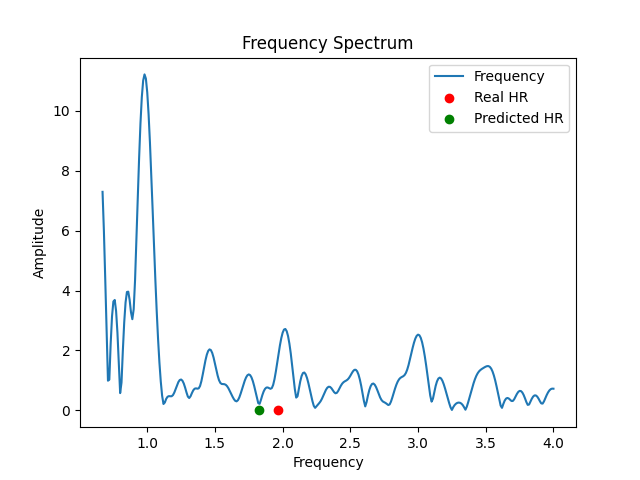 Frequency Spectrum
Frequency
Real HR
Predicted HR
Amplitude
10
8
6
4
2
0
1.0 1.5 2.0 2.5 3.0 3.5 4.0
Frequency